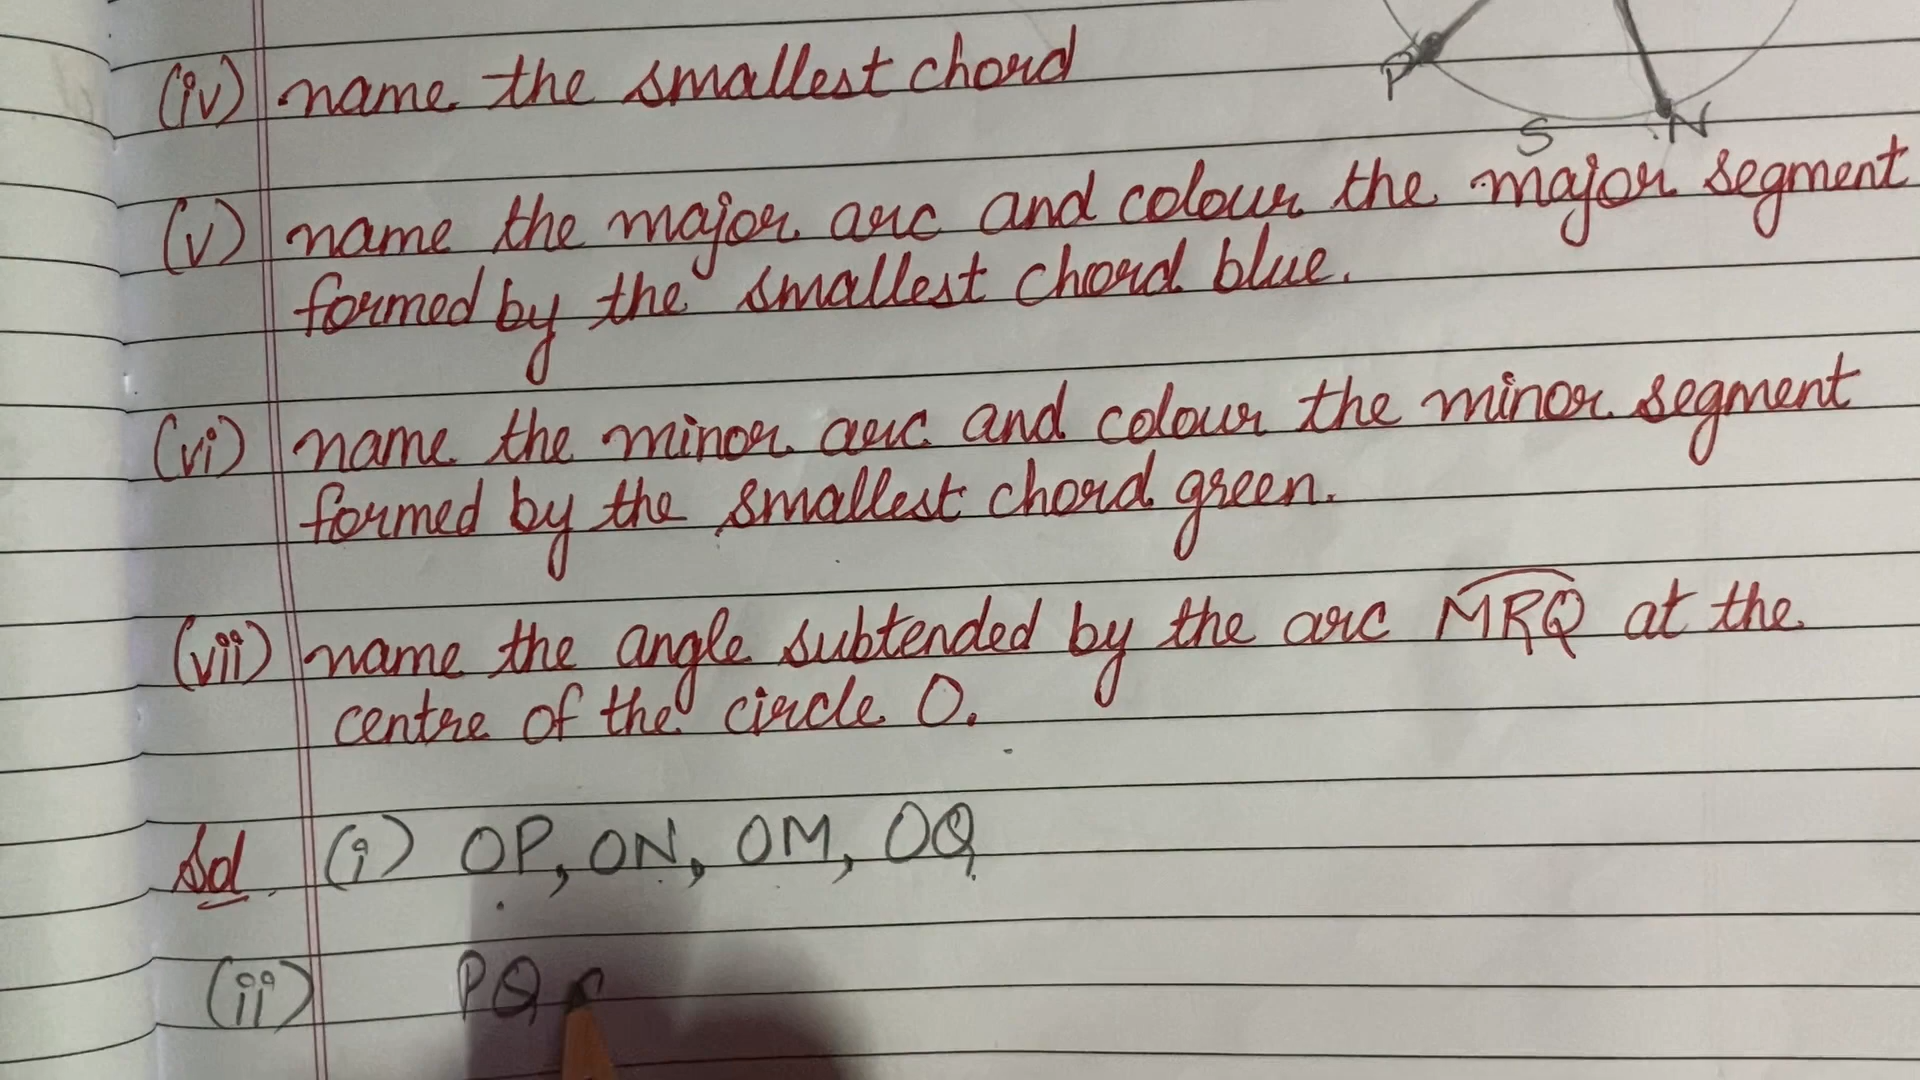 P
S
N
(iv) name the smallest chord
(v) name the major arc and colour the major segment
formed by the smallest chord blue.
(vi) name the minor arc and colour the minor segment
formed by the smallest chord green.
(vii) name the angle subtended by the arc MRQ at the
centre of the circle O.
Sol. (i) OP, ON, OM, OQ.
(ii) PQ